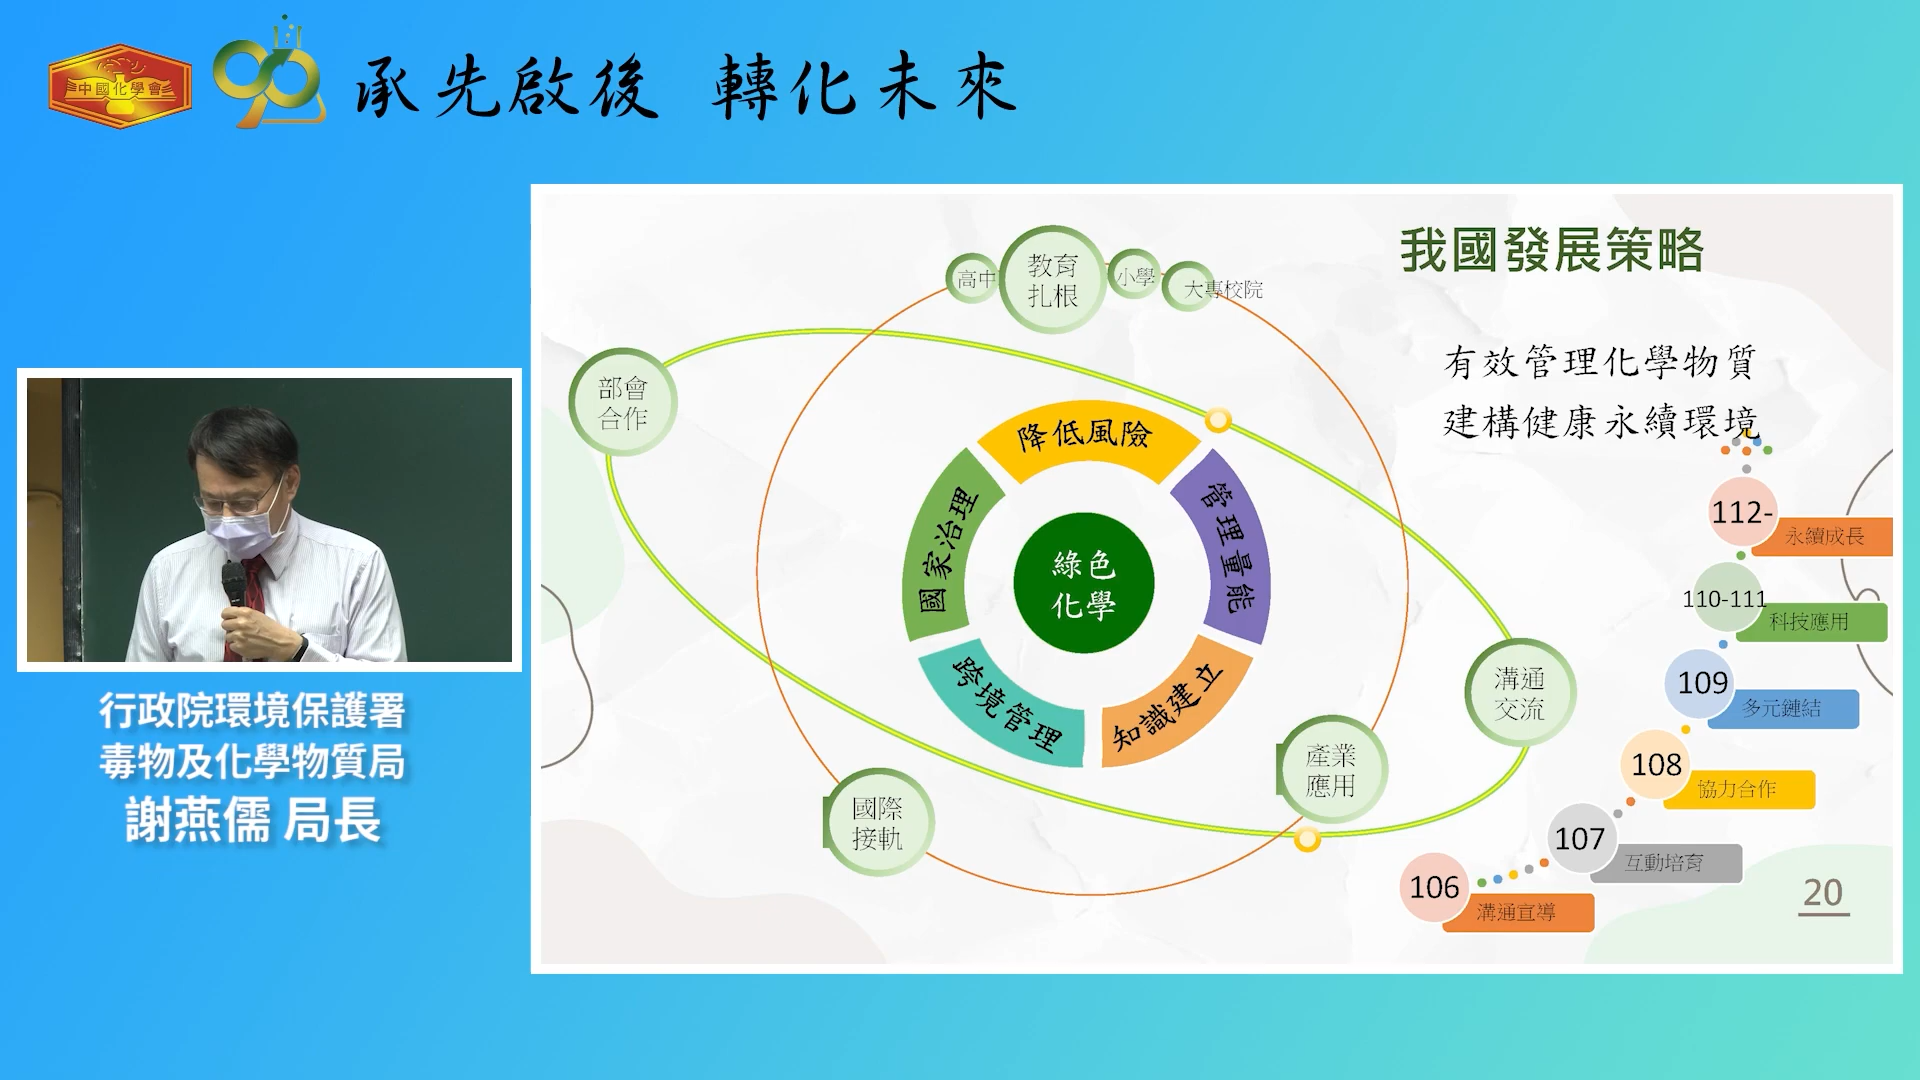 中國化學會
90
承先啟後 轉化未來
行政院環境保護署
毒物及化學物質局
謝燕儒 局長
我國發展策略
有效管理化學物質
建構健康永續環境
高中
教育
扎根
小學
大專校院
部會
合作
降低風險
管理量能
知識建立
跨境管理
國家治理
綠色
化學
溝通
交流
產業
應用
國際
接軌
112-
永續成長
110-111
科技應用
109
多元鏈結
108
協力合作
107
互動培育
106
溝通宣導
20